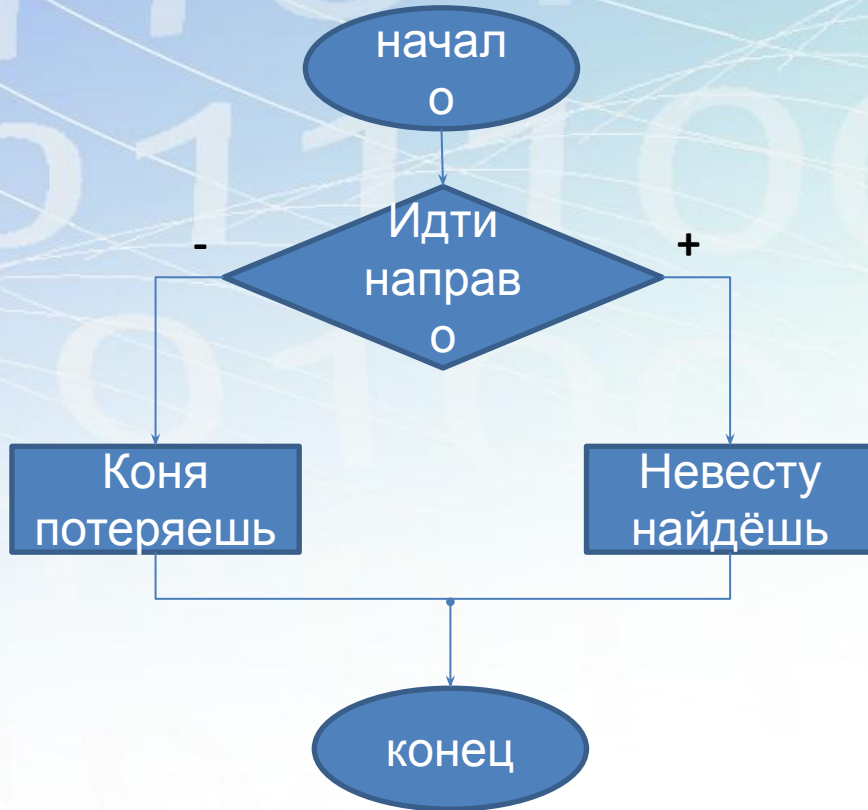 начал
о
Идти
направ
о
-
+
Коня
потеряешь
Невесту
найдёшь
конец